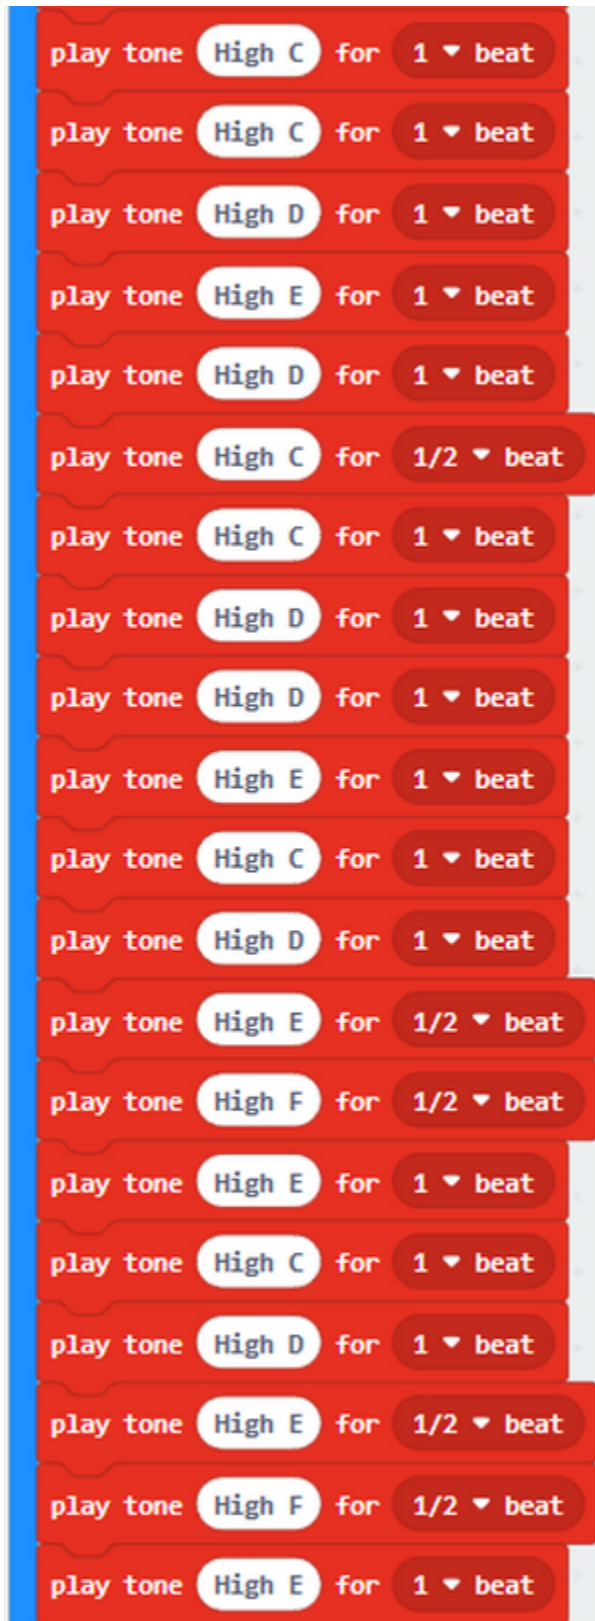 play tone High C for 1 beat
play tone High C for 1 beat
play tone High D for 1 beat
play tone High E for 1 beat
play tone High D for 1 beat
play tone High C for 1/2 beat
play tone High C for 1 beat
play tone High D for 1 beat
play tone High D for 1 beat
play tone High E for 1 beat
play tone High C for 1 beat
play tone High D for 1 beat
play tone High E for 1/2 beat
play tone High F for 1/2 beat
play tone High E for 1 beat
play tone High C for 1 beat
play tone High D for 1 beat
play tone High E for 1/2 beat
play tone High F for 1/2 beat
play tone High E for 1 beat